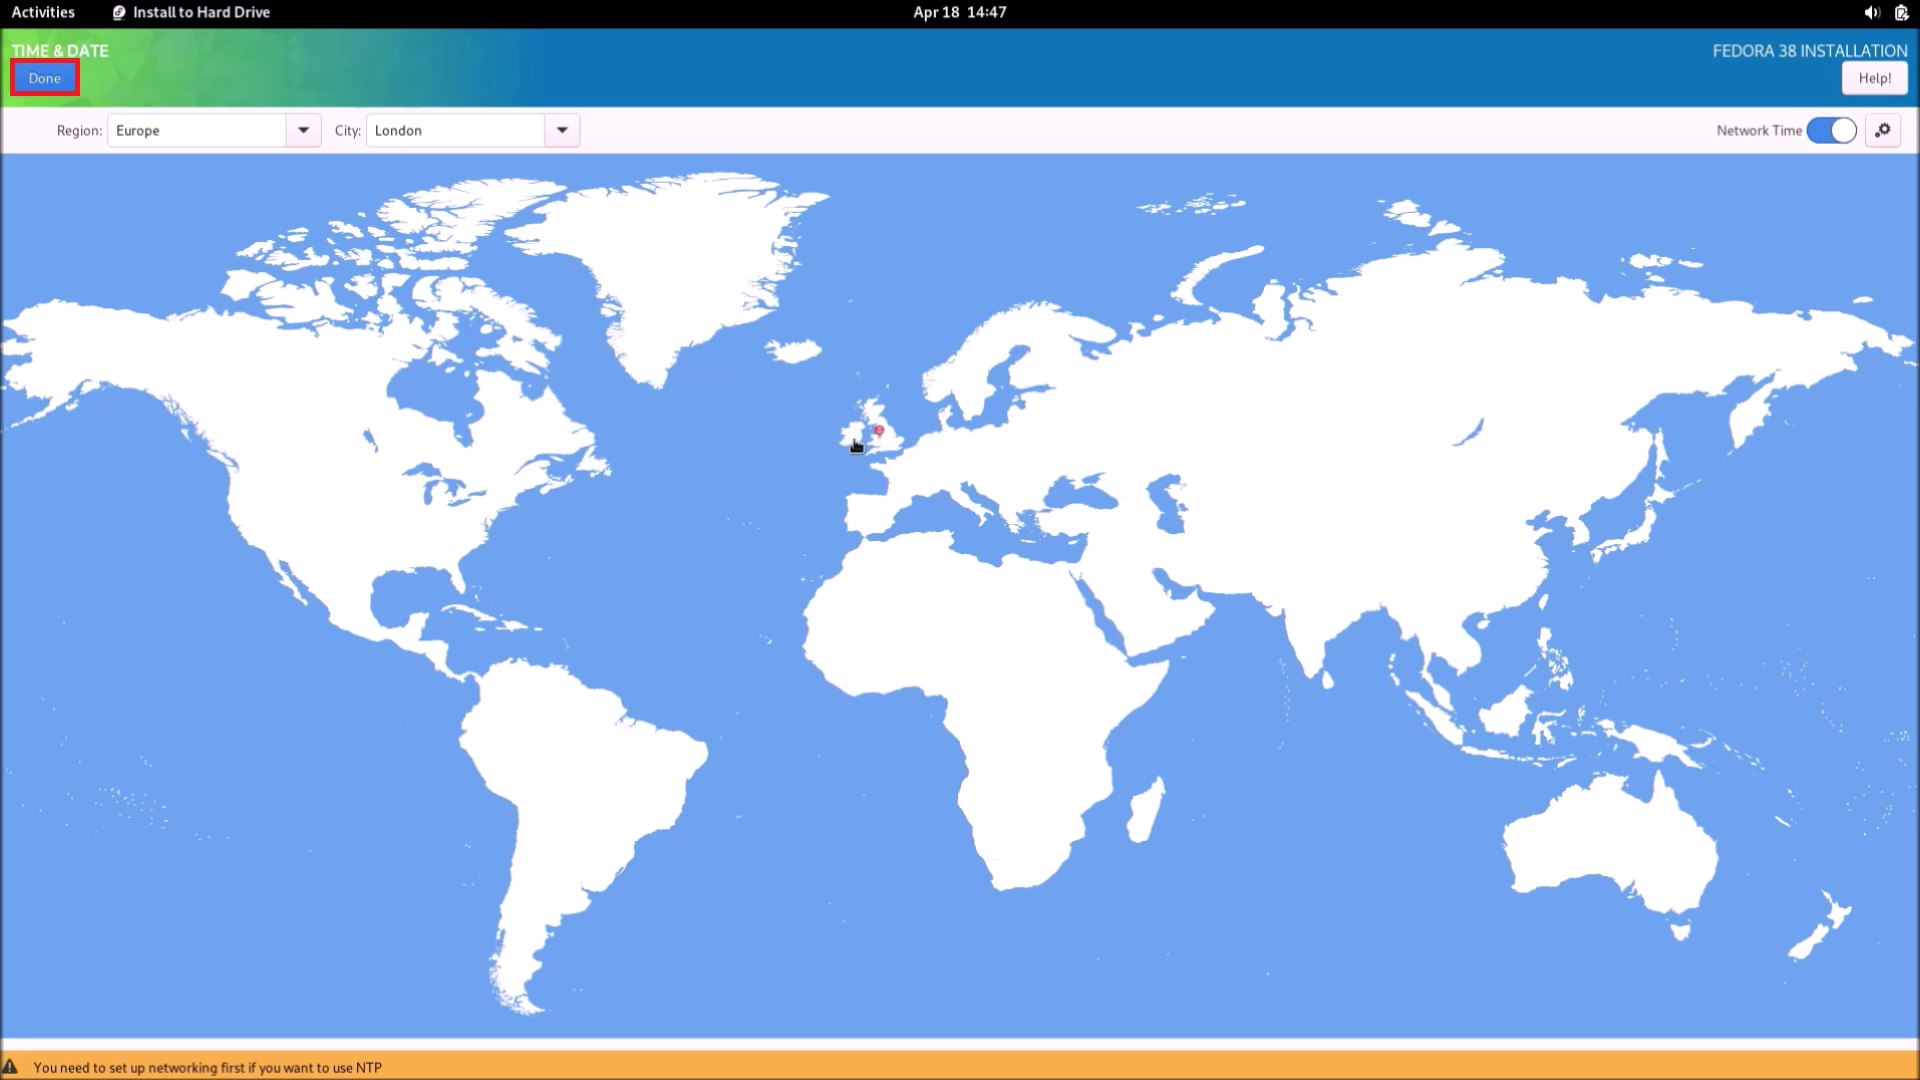 Activities Install to Hard Drive Apr 18 14:47
TIME & DATE FEDORA 38 INSTALLATION
Done Help!
Region: Europe City: London Network Time
You need to set up networking first if you want to use NTP